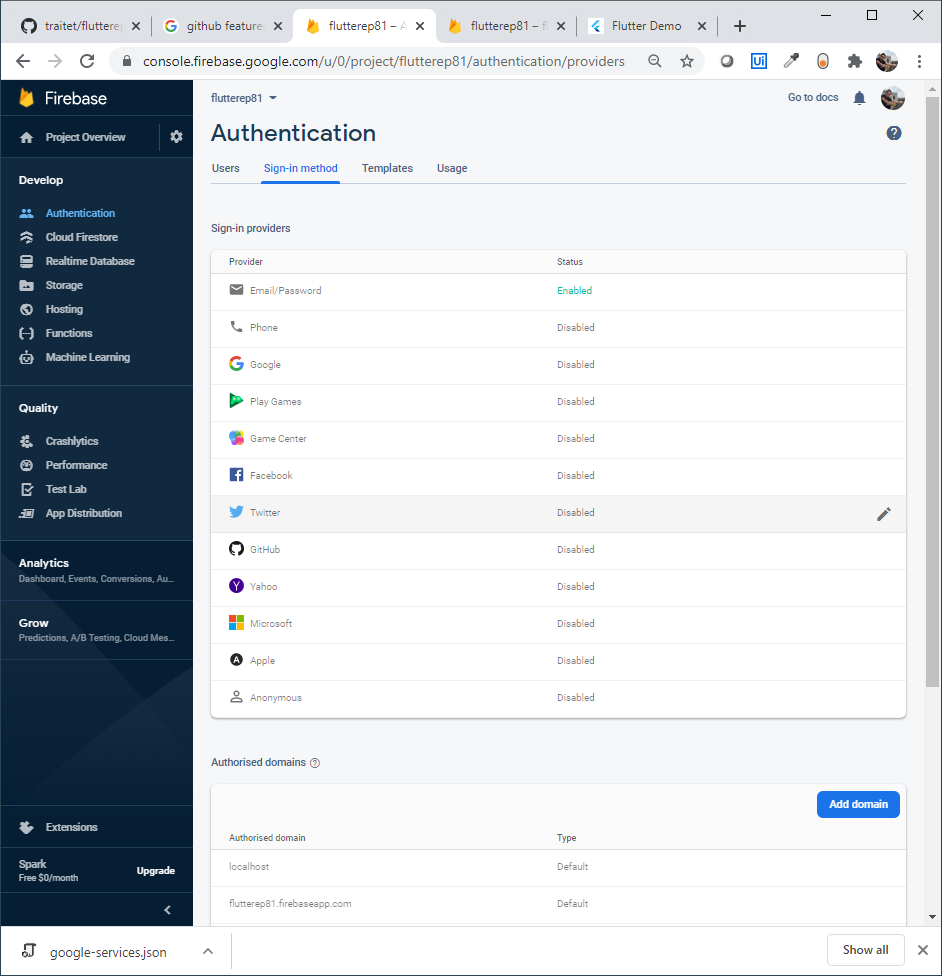 traitet/flutterep
github feature
flutterep81 – A
flutterep81 – f
Flutter Demo
console.firebase.google.com/u/0/project/flutterep81/authentication/providers
Ui
Firebase
Project Overview
Develop
Authentication
Cloud Firestore
Realtime Database
Storage
Hosting
Functions
Machine Learning
Quality
Crashlytics
Performance
Test Lab
App Distribution
Analytics
Dashboard, Events, Conversions, Au...
Grow
Predictions, A/B Testing, Cloud Mes...
Extensions
Spark
Free $0/month
Upgrade
flutterep81
Go to docs
Authentication
Users Sign-in method Templates Usage
Sign-in providers
Provider Status
Email/Password Enabled
Phone Disabled
Google Disabled
Play Games Disabled
Game Center Disabled
Facebook Disabled
Twitter Disabled
GitHub Disabled
Yahoo Disabled
Microsoft Disabled
Apple Disabled
Anonymous Disabled
Authorised domains
Add domain
Authorised domain Type
localhost Default
flutterep81.firebaseapp.com Default
google-services.json
Show all